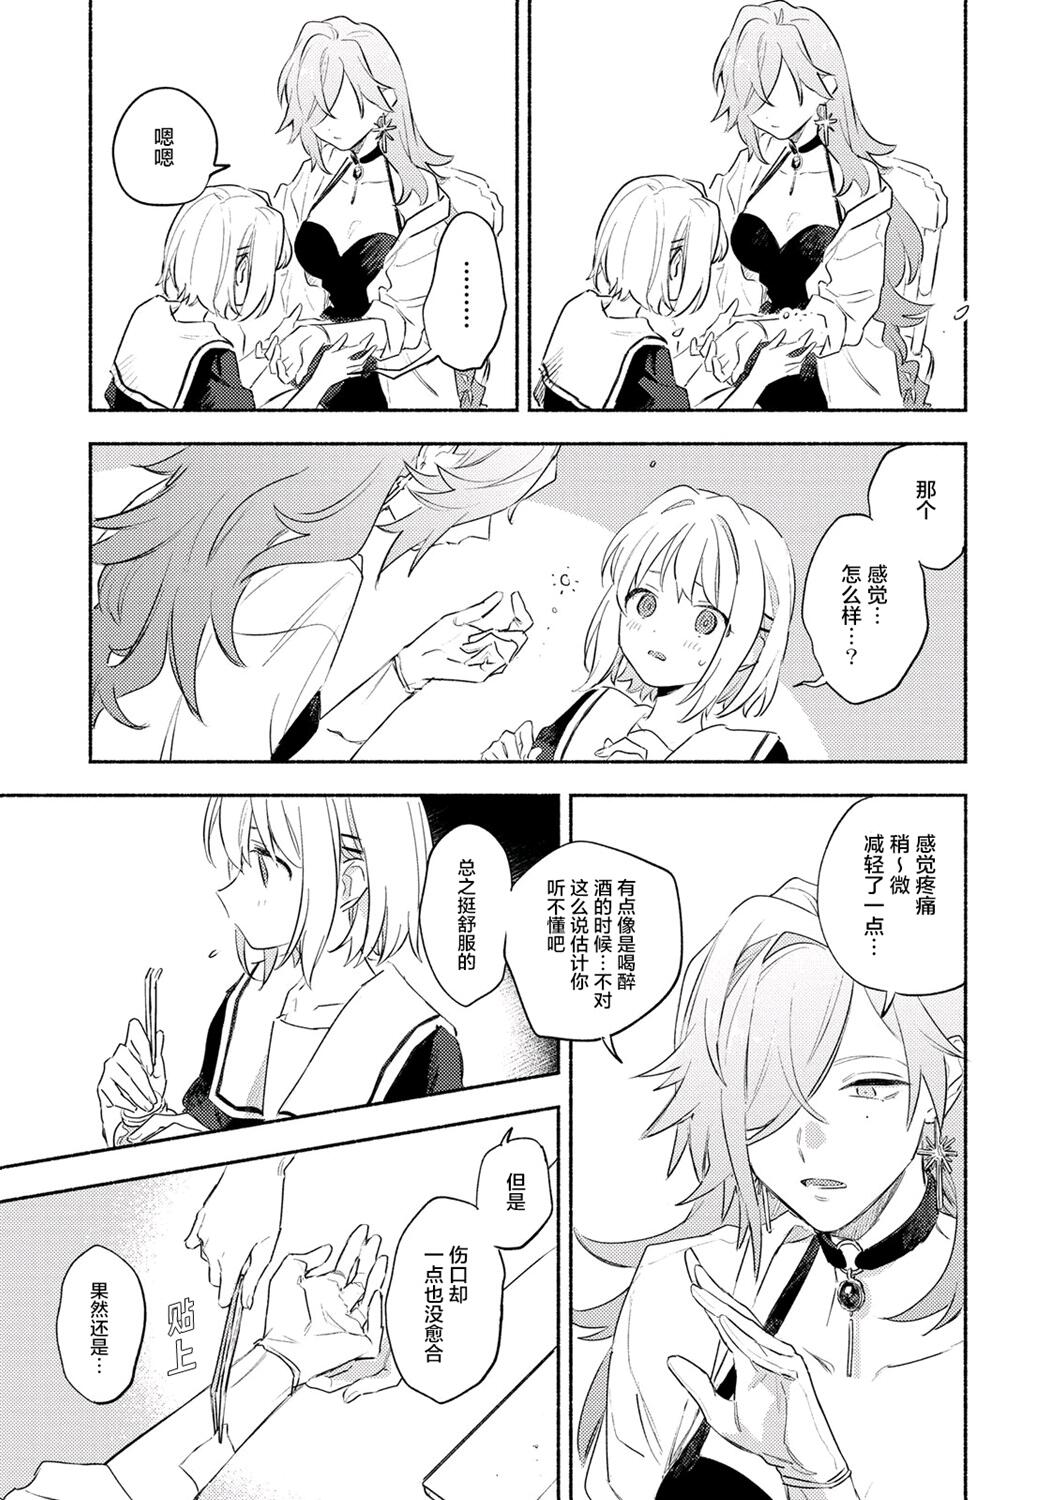 ………
嗯嗯
那个
感觉…
怎么样…？
感觉疼痛
稍～微
减轻了一点…
有点像是喝醉
酒的时候…不对
这么说估计你
听不懂吧
总之挺舒服的
但是
伤口却
一点也没愈合
贴上
果然还是…